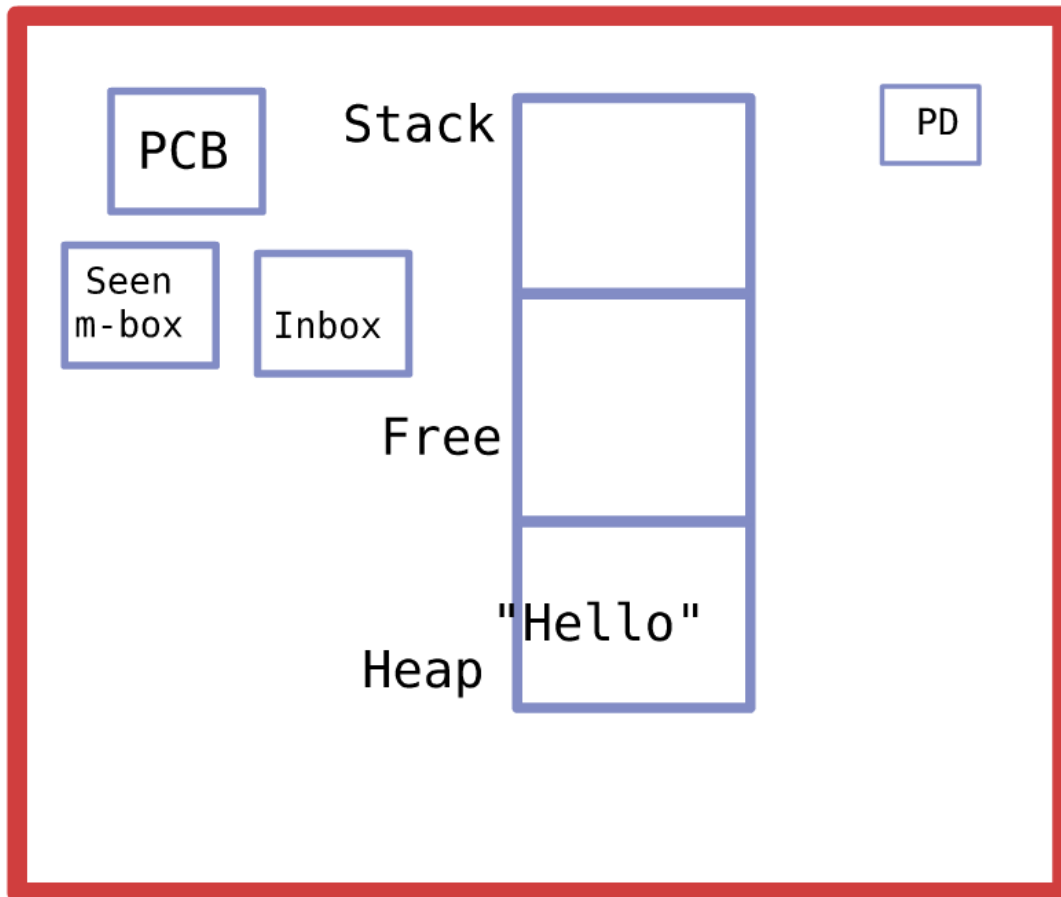 PCB
Stack
PD
Seen
m-box
Inbox
Free
"Hello"
Heap